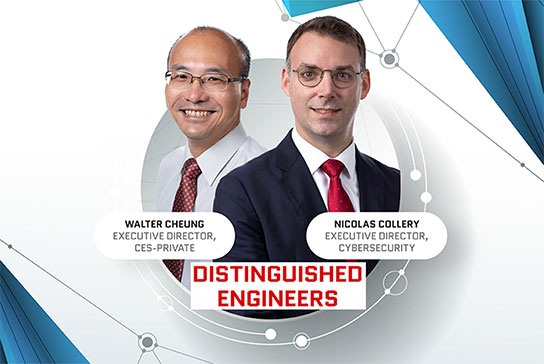 WALTER CHEUNG
EXECUTIVE DIRECTOR,
CES-PRIVATE
NICOLAS COLLERY
EXECUTIVE DIRECTOR,
CYBERSECURITY
DISTINGUISHED
ENGINEERS